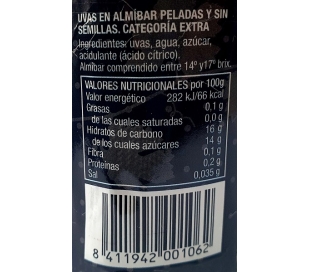 UVAS EN ALMÍBAR PELADAS Y SIN
SEMILLAS. CATEGORÍA EXTRA
Ingredientes: uvas, agua, azúcar,
acidulante (ácido cítrico).
Almíbar comprendido entre 14º y17º brix.
VALORES NUTRICIONALES por 100g
Valor energético 282 kJ/66 kcal
Grasas 0,1 g
de las cuales saturadas 0,0 g
Hidratos de carbono 16 g
de los cuales azúcares 14 g
Fibra 0,1 g
Proteínas 0,2 g
Sal 0,035 g
8 411942 001062